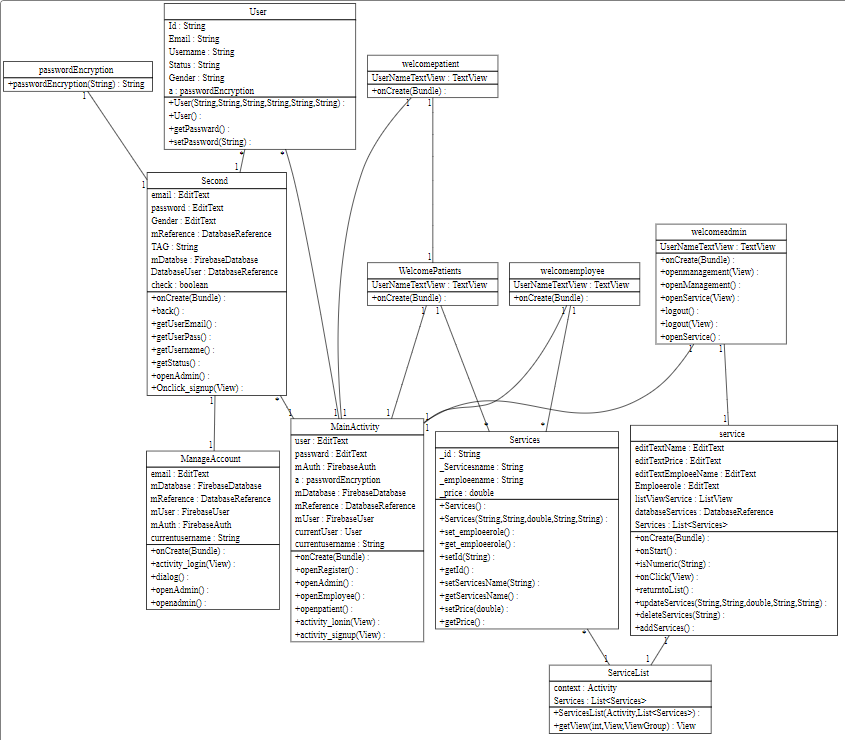 User
Id : String
Email : String
Username : String
Status : String
Gender : String
a : passwordEncryption
+User(String,String,String,String,String,String) :
+User() :
+getPassward() :
+setPassword(String) :
passwordEncryption
+passwordEncryption(String) : String
welcomepatient
UserNameTextView : TextView
+onCreate(Bundle) :
1
1
1
*
*
1
1
1
Second
email : EditText
password : EditText
Gender : EditText
mReference : DatabaseReference
TAG : String
mDatabse : FirebaseDatabase
DatabaseUser : DatabaseReference
check : boolean
+onCreate(Bundle) :
+back() :
+getUserEmail() :
+getUserPass() :
+getUsername() :
+getStatus() :
+openAdmin() :
+Onclick_signup(View) :
WelcomePatients
UserNameTextView : TextView
+onCreate(Bundle) :
welcomemployee
UserNameTextView : TextView
+onCreate(Bundle) :
welcomeadmin
UserNameTextView : TextView
+onCreate(Bundle) :
+openmanagement(View) :
+openManagement() :
+openService(View) :
+logout() :
+logout(View) :
+openService() :
1
1
1
1
1
1
1
*
1
1
1
1
1
1
*
*
1
1
ManageAccount
email : EditText
mDatabase : FirebaseDatabase
mReference : DatabaseReference
mUser : FirebaseUser
mAuth : FirebaseAuth
currentusername : String
+onCreate(Bundle) :
+activity_login(View) :
+dialog() :
+openAdmin() :
+openadmin() :
MainActivity
user : EditText
passward : EditText
mAuth : FirebaseAuth
a : passwordEncryption
mDatabase : FirebaseDatabase
mReference : DatabaseReference
mUser : FirebaseUser
currentUser : User
currentusername : String
+onCreate(Bundle) :
+openRegister() :
+openAdmin() :
+openEmployee() :
+openpatient() :
+activity_lonin(View) :
+activity_signup(View) :
Services
_id : String
_Servicesname : String
_emploeename : String
_price : double
+Services() :
+Services(String,String,double,String,String) :
+set_emploeerole() :
+get_emploeerole() :
+setId(String) :
+getId() :
+setServicesName(String) :
+getServicesName() :
+setPrice(double) :
+getPrice() :
service
editTextName : EditText
editTextPrice : EditText
editTextEmploeeName : EditText
Emploeerole : EditText
listViewService : ListView
databaseServices : DatabaseReference
Services : List<Services>
+onCreate(Bundle) :
+onStart() :
+isNumeric(String) :
+onClick(View) :
+returntoList() :
+updateServices(String,String,double,String,String) :
+deleteServices(String) :
+addServices() :
*
1
1
1
ServiceList
context : Activity
Services : List<Services>
+ServicesList(Activity,List<Services>) :
+getView(int,View,ViewGroup) : View